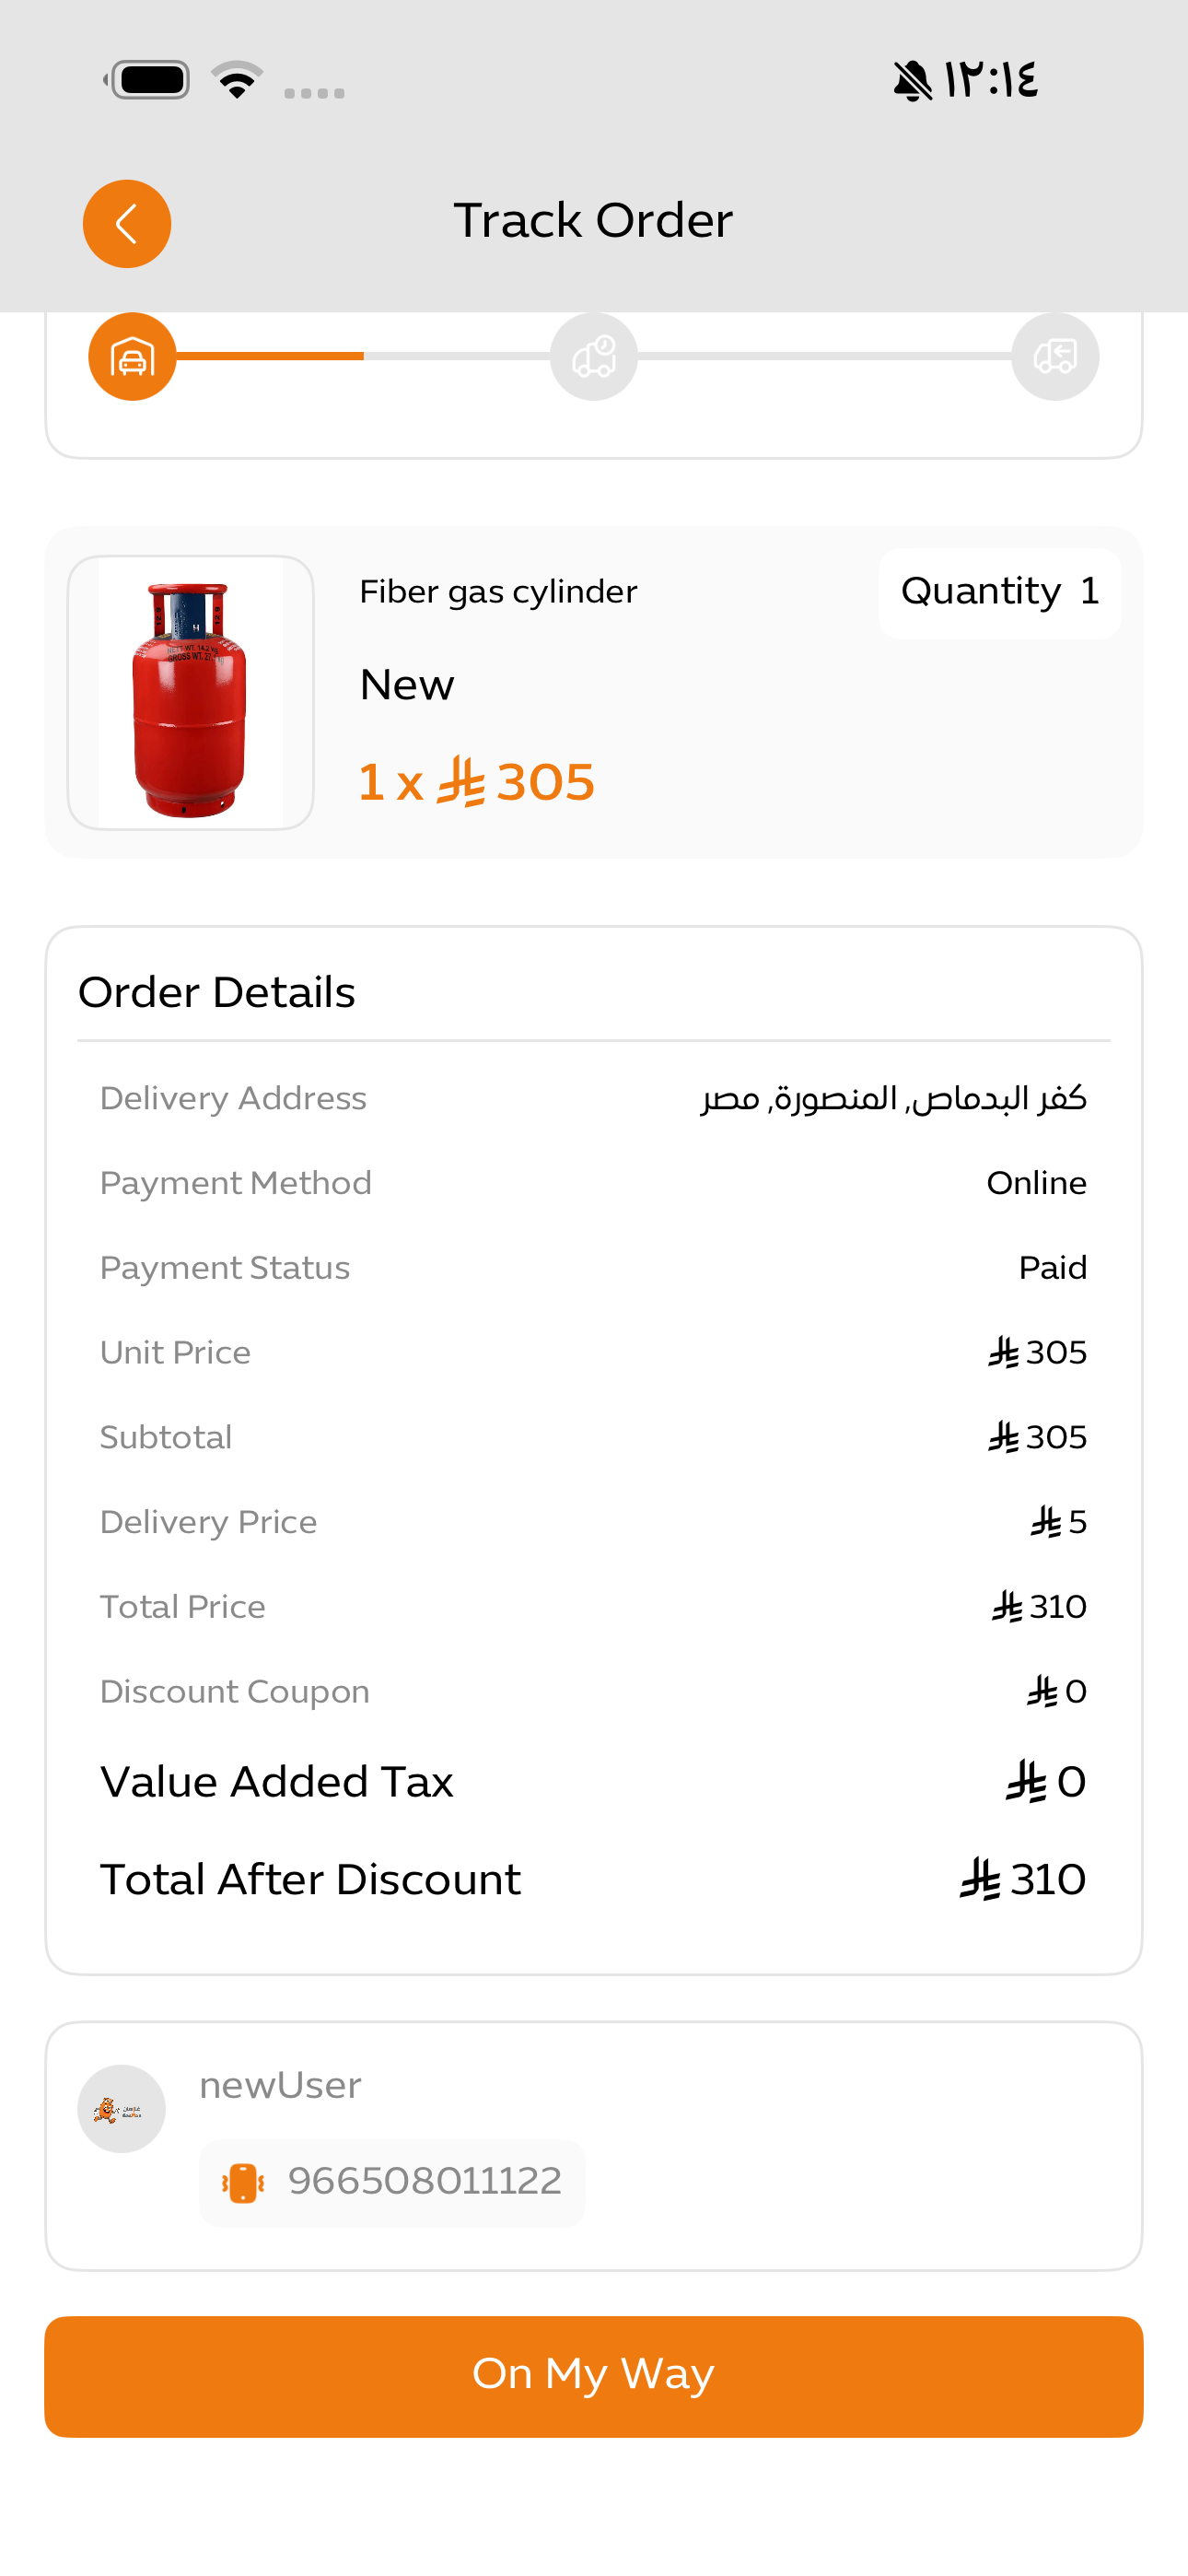 ١٢:١٤
Track Order
Fiber gas cylinder
Quantity 1
New
1 x 305
Order Details
Delivery Address
كفر البدماص, المنصورة, مصر
Payment Method
Online
Payment Status
Paid
Unit Price
305
Subtotal
305
Delivery Price
5
Total Price
310
Discount Coupon
0
Value Added Tax
0
Total After Discount
310
newUser
966508011122
On My Way